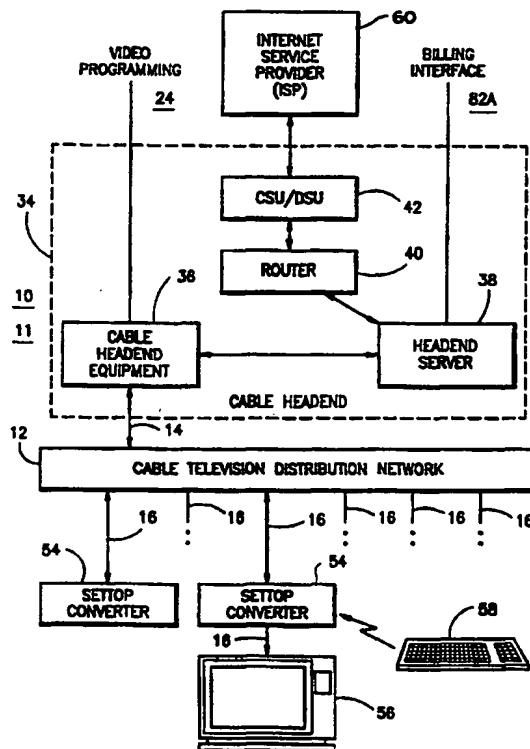 60
VIDEO
PROGRAMMING
24
INTERNET
SERVICE
PROVIDER
(ISP)
BILLING
INTERFACE
82A
34
CSU/DSU
42
10
11
ROUTER
40
36
CABLE
HEADEND
EQUIPMENT
38
HEADEND
SERVER
CABLE HEADEND
14
12
CABLE TELEVISION DISTRIBUTION NETWORK
16
16
16
16
16
16
54
SETTOP
CONVERTER
54
SETTOP
CONVERTER
16
58
56